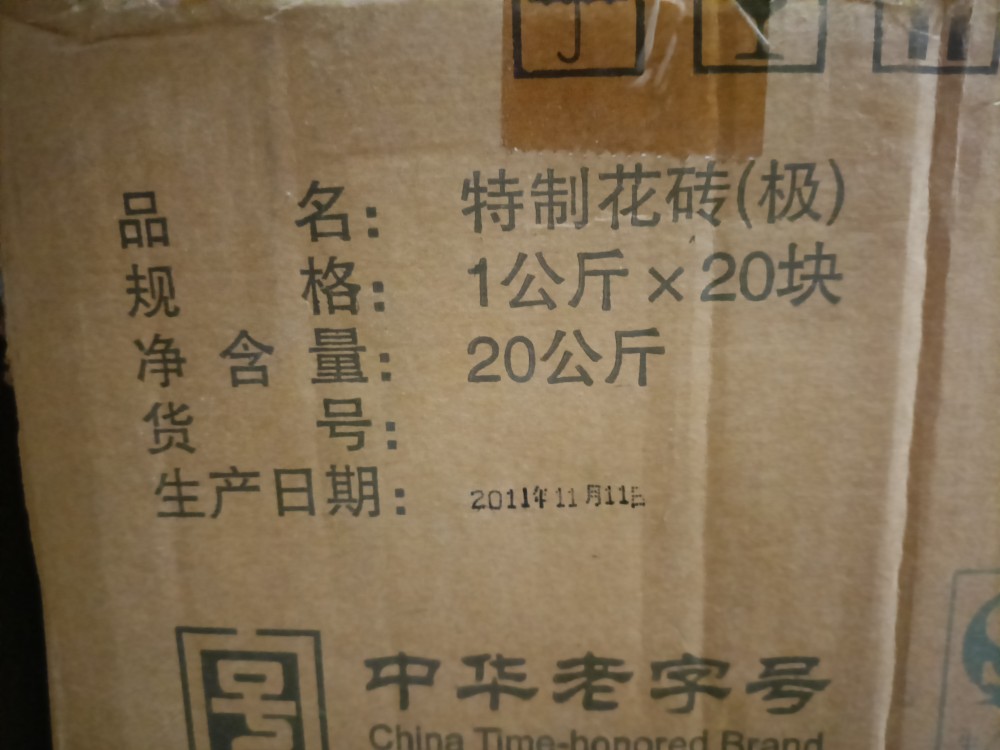 品名：特制花砖(极)
规格：1公斤×20块
净含量：20公斤
货号：
生产日期：2011年11月11日
中华老字号
China Time-honored Brand